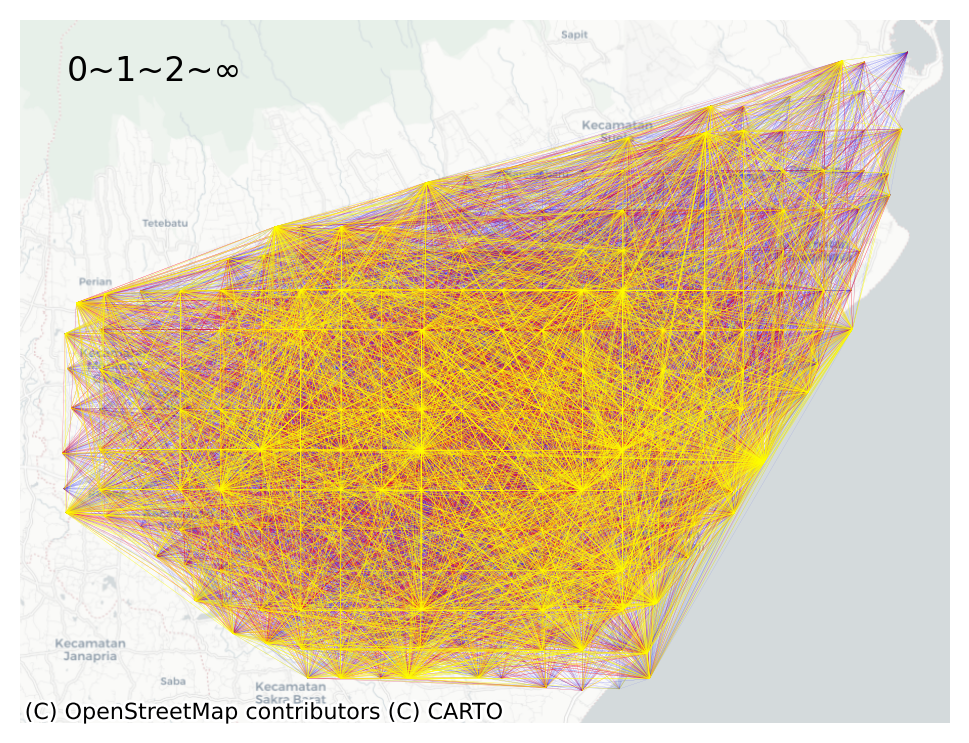 Sapit
0~1~2~∞
Kecamatan
Tetebatu
Perian
Kecamatan
Janapria
Saba
Kecamatan
Sakra Barat
(C) OpenStreetMap contributors (C) CARTO